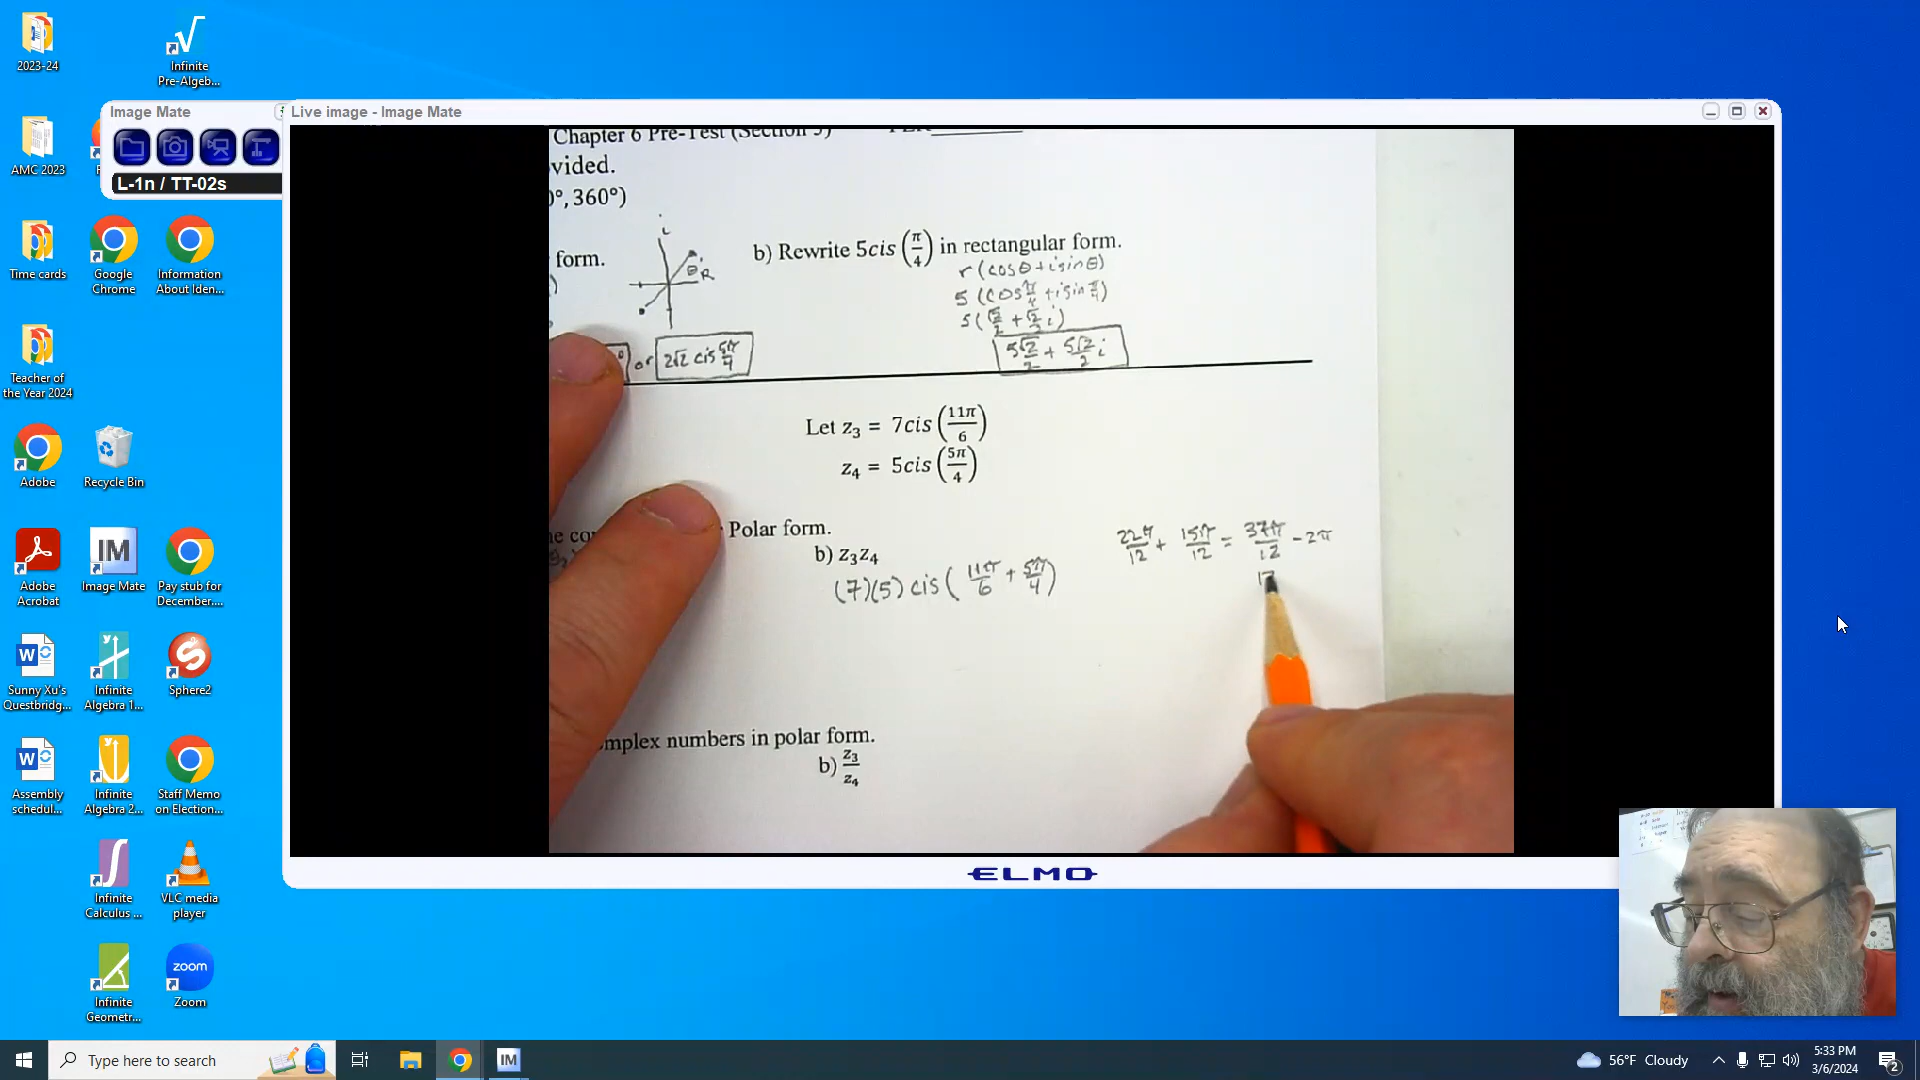 2023-24
Infinite
Pre-Algeb...
AMC 2023
Image Mate
L-1n / TT-02s
Live image - Image Mate
Time cards
Google
Chrome
Information
About Iden...
Teacher of
the Year 2024
Adobe
Recycle Bin
Adobe
Acrobat
IM
Image Mate
Pay stub for
December....
Sunny Xu's
Questbridg...
Infinite
Algebra 1...
Sphere2
Assembly
schedul...
Infinite
Algebra 2...
Staff Memo
on Election...
Infinite
Calculus ...
VLC media
player
Infinite
Geometr...
zoom
Zoom
Chapter 6 Pre-Test (Section 5)
vided.
0°, 360°)
form.
i
θ R
or 2√2 cis 5π/4
b) Rewrite 5cis (π/4) in rectangular form.
r (cosθ + i sinθ)
5 (cos π/4 + i sin π/4)
5 (√2/2 + √2/2 i)
5√2/2 + 5√2/2 i
Let z₃ = 7cis (11π/6)
z₄ = 5cis (5π/4)
Polar form.
b) z₃z₄
(7)(5) cis (11π/6 + 5π/4)
22π/12 + 15π/12 = 37π/12 - 2π
omplex numbers in polar form.
b) z₃/z₄
ELMO
Type here to search
IM
56°F Cloudy
5:33 PM
3/6/2024
2